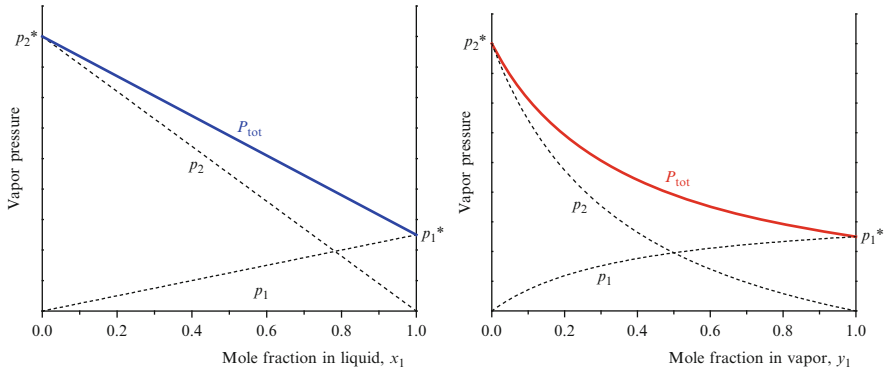 p₂*
Vapor pressure
P_tot
p₂
p₁*
p₁
0.0 0.2 0.4 0.6 0.8 1.0
Mole fraction in liquid, x₁
p₂*
Vapor pressure
P_tot
p₂
p₁*
p₁
0.0 0.2 0.4 0.6 0.8 1.0
Mole fraction in vapor, y₁